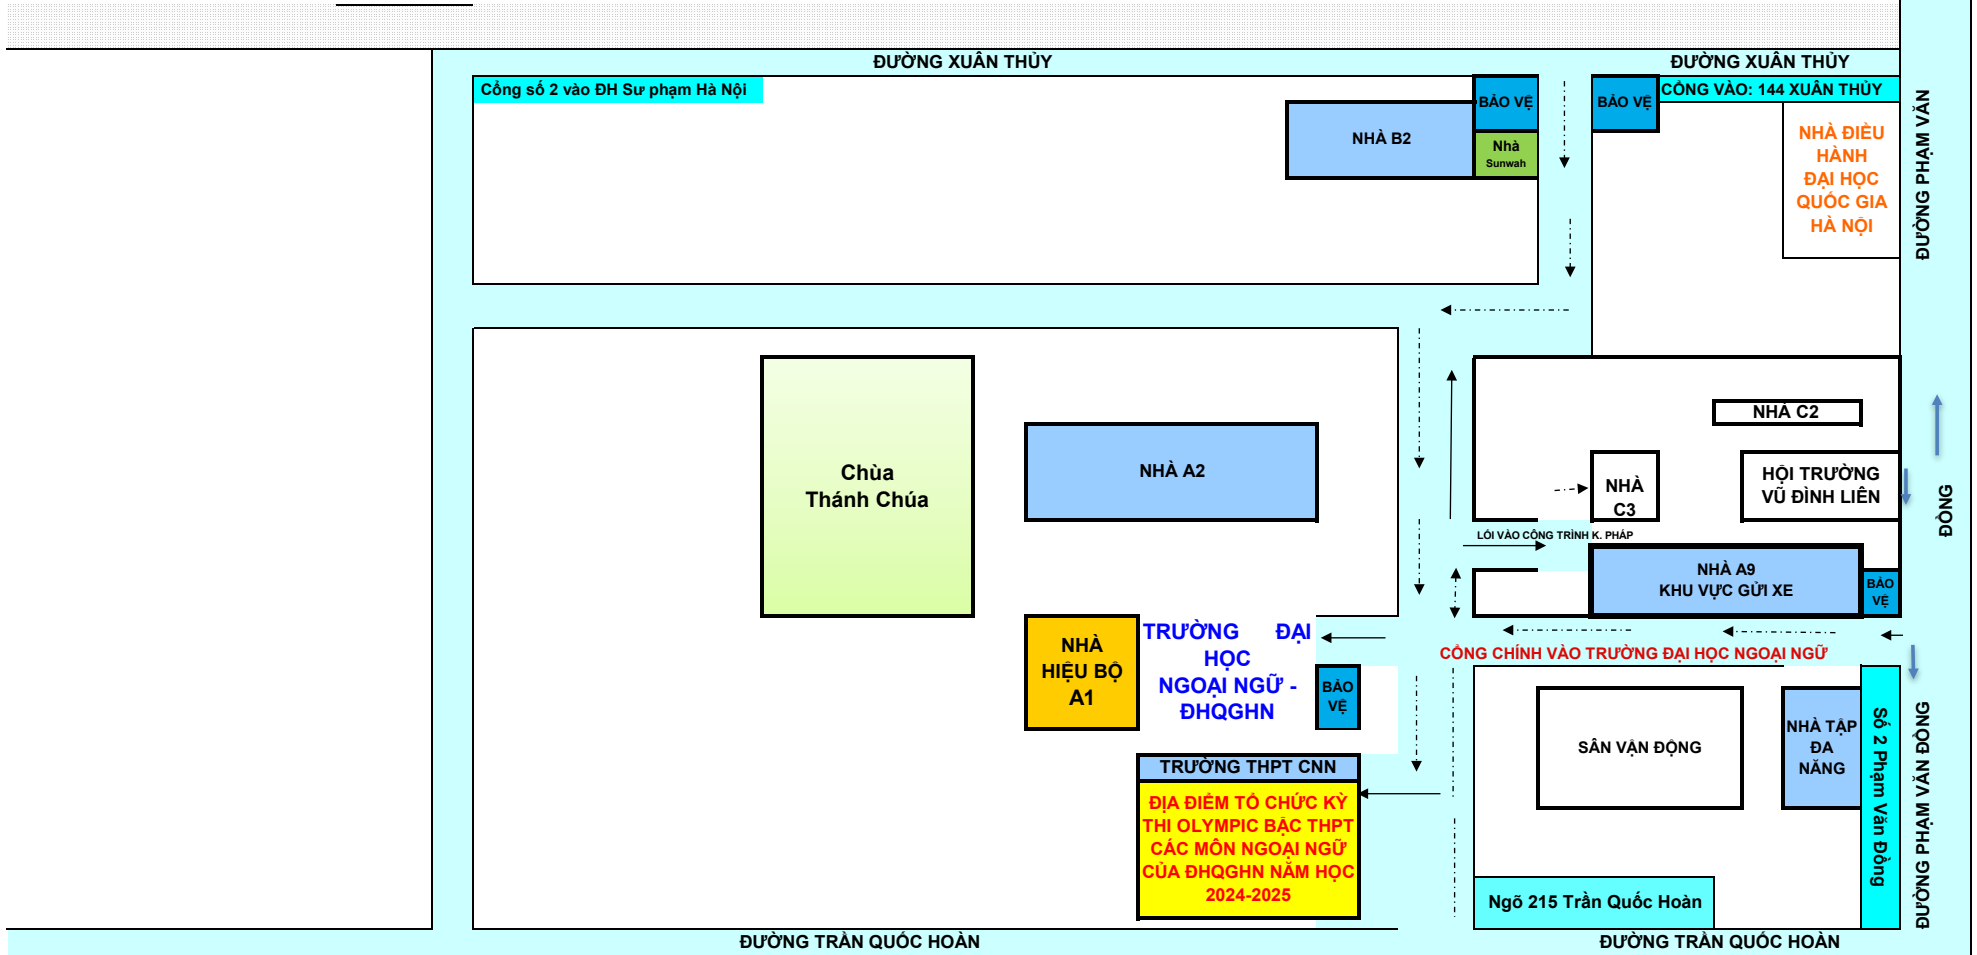 ĐƯỜNG XUÂN THỦY
ĐƯỜNG XUÂN THỦY
Cổng số 2 vào ĐH Sư phạm Hà Nội
BẢO VỆ
BẢO VỆ
CỔNG VÀO: 144 XUÂN THỦY
NHÀ B2
Nhà
Sunwah
NHÀ ĐIỀU
HÀNH
ĐẠI HỌC
QUỐC GIA
HÀ NỘI
ĐƯỜNG PHẠM VĂN
ĐỒNG
Chùa
Thánh Chúa
NHÀ A2
NHÀ C2
NHÀ
C3
HỘI TRƯỜNG
VŨ ĐÌNH LIÊN
LỐI VÀO CÔNG TRÌNH K. PHÁP
NHÀ A9
KHU VỰC GỬI XE
BẢO
VỆ
NHÀ
HIỆU BỘ
A1
TRƯỜNG ĐẠI
HỌC
NGOẠI NGỮ -
ĐHQGHN
BẢO
VỆ
CỔNG CHÍNH VÀO TRƯỜNG ĐẠI HỌC NGOẠI NGỮ
SÂN VẬN ĐỘNG
NHÀ TẬP
ĐA
NĂNG
Số 2 Phạm Văn Đồng
ĐƯỜNG PHẠM VĂN ĐỒNG
TRƯỜNG THPT CNN
ĐỊA ĐIỂM TỔ CHỨC KỲ
THI OLYMPIC BẬC THPT
CÁC MÔN NGOẠI NGỮ
CỦA ĐHQGHN NĂM HỌC
2024-2025
Ngõ 215 Trần Quốc Hoàn
ĐƯỜNG TRẦN QUỐC HOÀN
ĐƯỜNG TRẦN QUỐC HOÀN